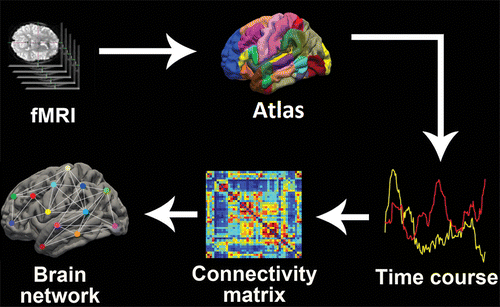 fMRI
Atlas
Time course
Connectivity
matrix
Brain
network